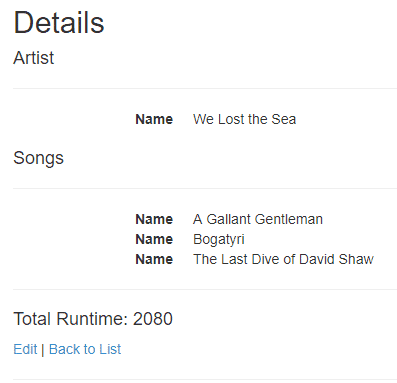 Details
Artist
Name We Lost the Sea
Songs
Name A Gallant Gentleman
Name Bogatyri
Name The Last Dive of David Shaw
Total Runtime: 2080
Edit | Back to List